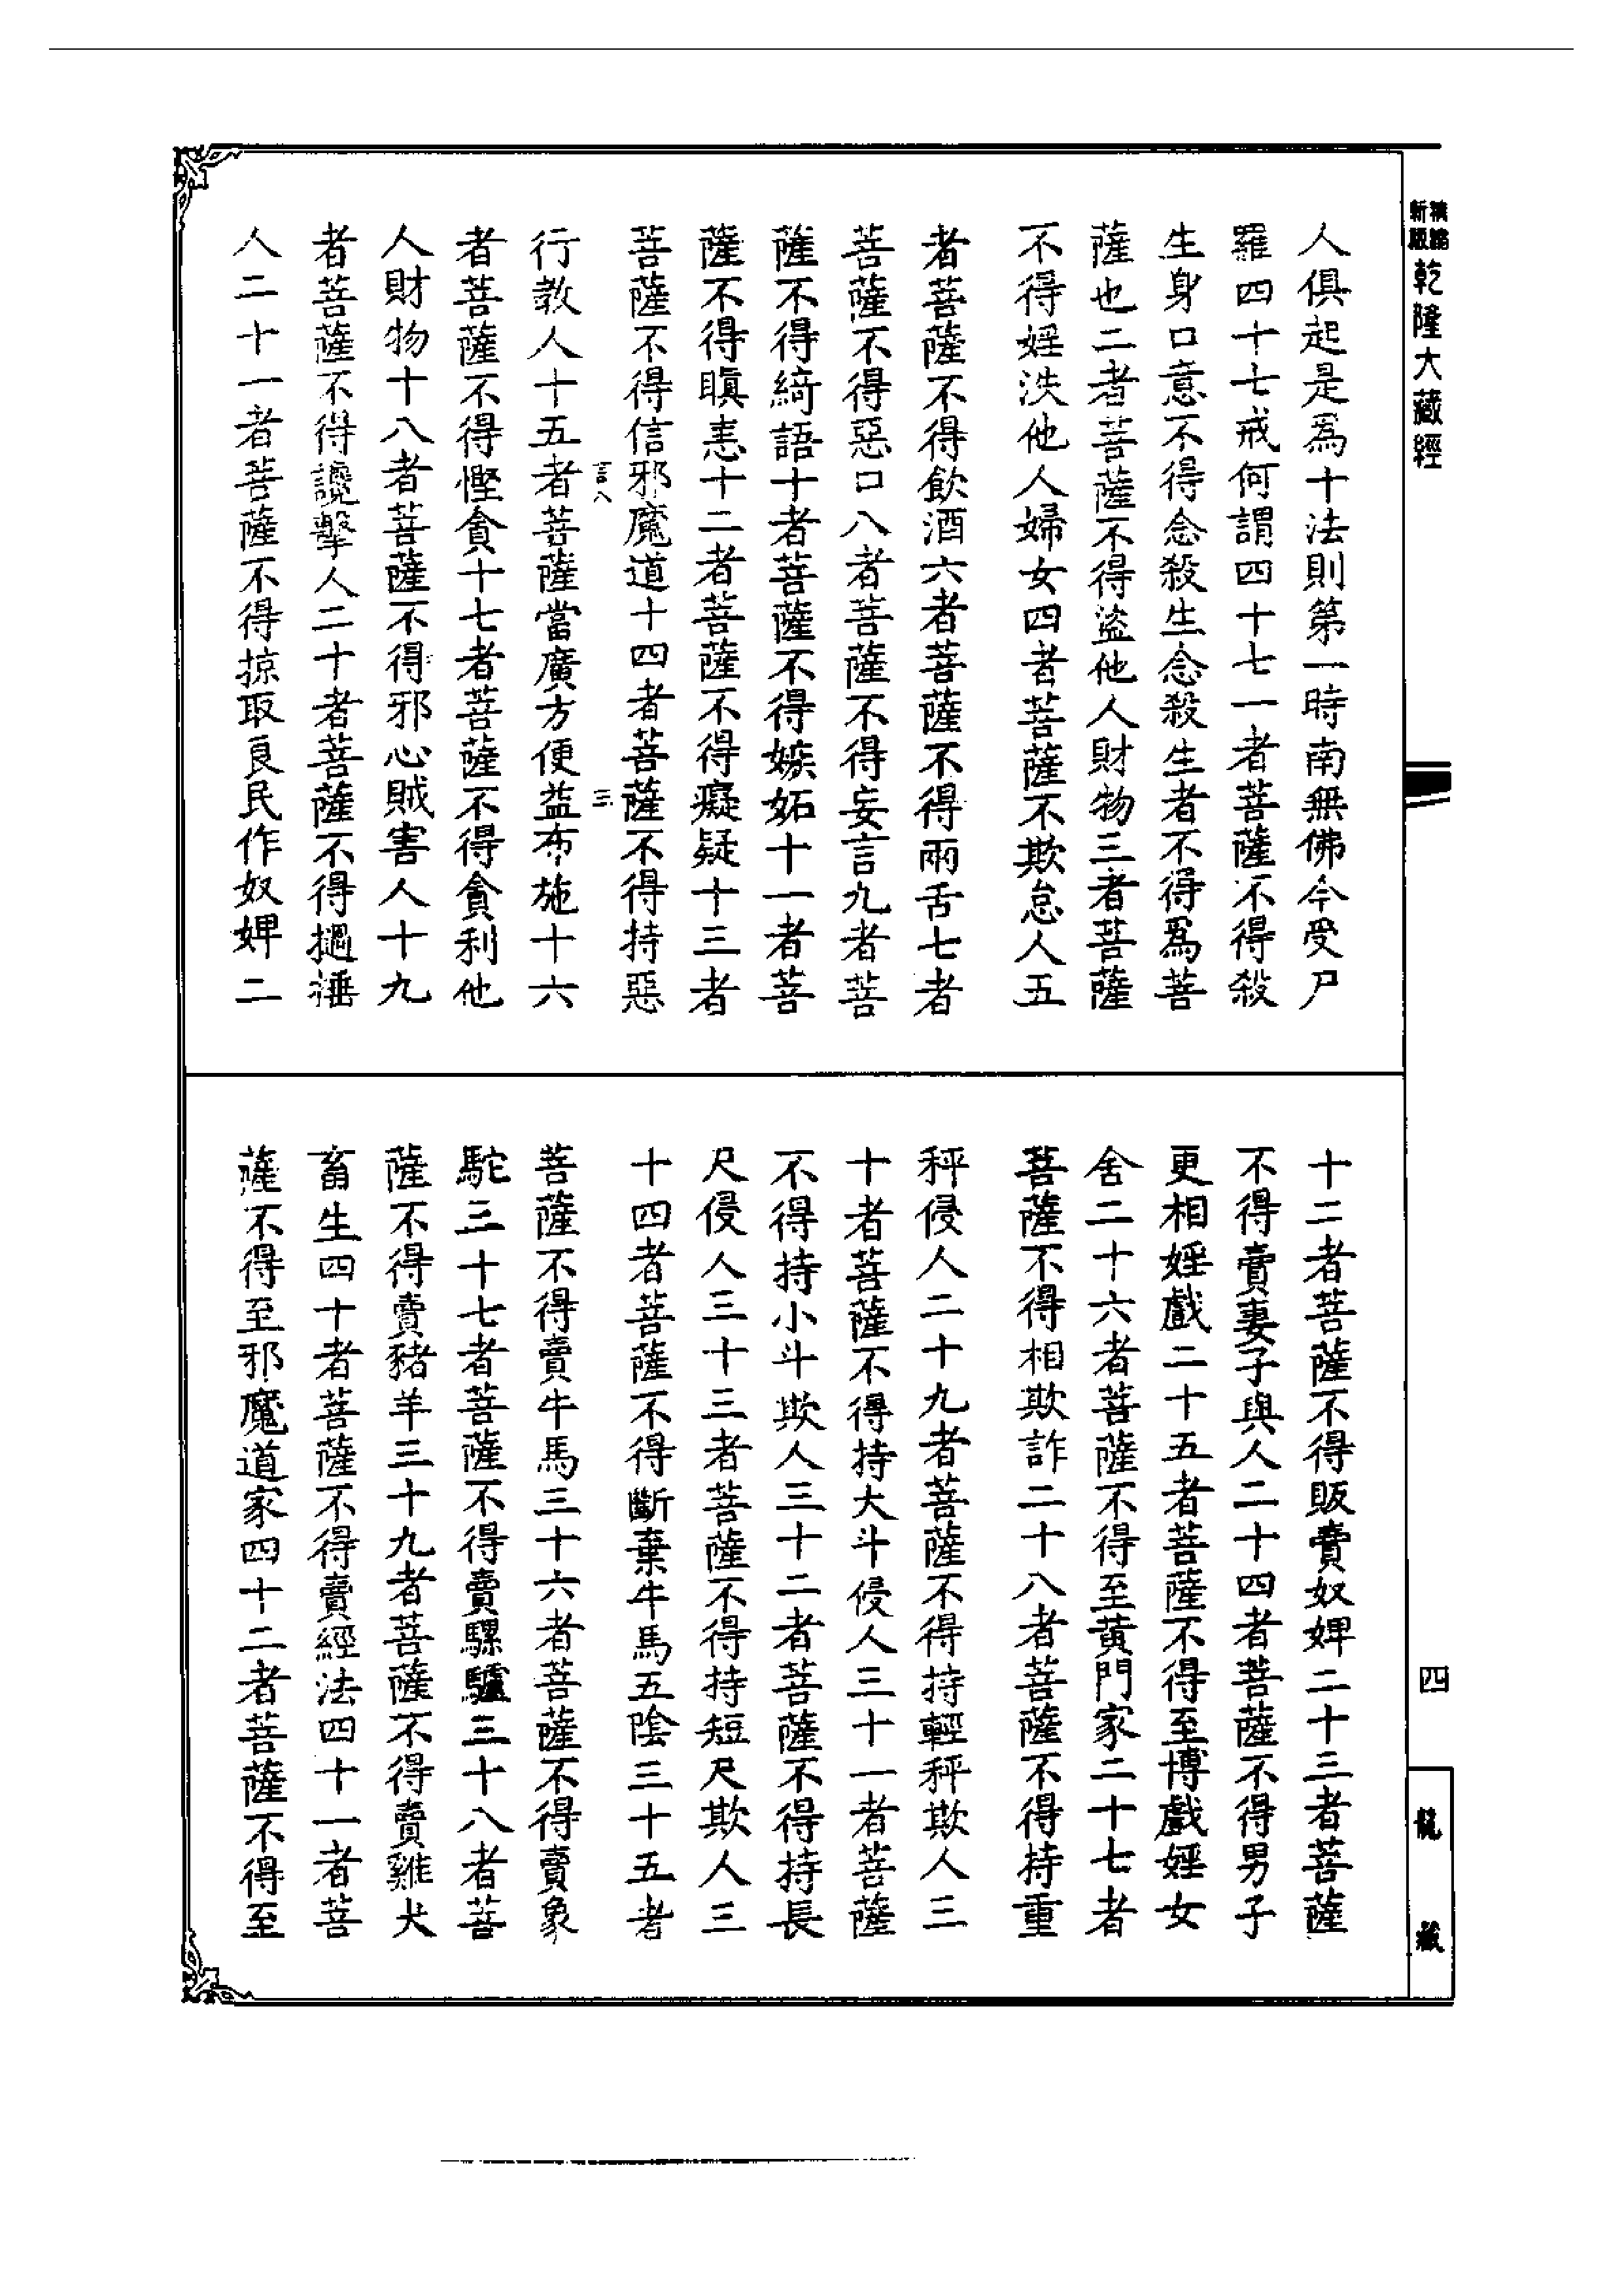 精編
新版
乾隆大藏經
人俱起是爲十法則第一時南無佛今受尸
羅四十七戒何謂四十七一者菩薩不得殺
生身口意不得念殺生念殺生者不得爲菩
薩也二者菩薩不得盜他人財物三者菩薩
不得婬泆他人婦女四者菩薩不欺怠人五
者菩薩不得飲酒六者菩薩不得兩舌七者
菩薩不得惡口八者菩薩不得妄言九者菩
薩不得綺語十者菩薩不得嫉妬十一者菩
薩不得瞋恚十二者菩薩不得癡疑十三者
菩薩不得信邪魔道十四者菩薩不得持惡
言八
三
行教人十五者菩薩當廣方便益布施十六
者菩薩不得慳貪十七者菩薩不得貪利他
人財物十八者菩薩不得邪心賊害人十九
者菩薩不得讒擊人二十者菩薩不得撾捶
人二十一者菩薩不得掠取良民作奴婢二
十二者菩薩不得販賣奴婢二十三者菩薩
不得賣妻子與人二十四者菩薩不得男子
更相婬戲二十五者菩薩不得至博戲婬女
舍二十六者菩薩不得至黃門家二十七者
菩薩不得相欺詐二十八者菩薩不得持重
秤侵人二十九者菩薩不得持輕秤欺人三
十者菩薩不得持大斗侵人三十一者菩薩
不得持小斗欺人三十二者菩薩不得持長
尺侵人三十三者菩薩不得持短尺欺人三
十四者菩薩不得斷棄牛馬五陰三十五者
菩薩不得賣牛馬三十六者菩薩不得賣象
駝三十七者菩薩不得賣騾驢三十八者菩
薩不得賣豬羊三十九者菩薩不得賣雞犬
畜生四十者菩薩不得賣經法四十一者菩
薩不得至邪魔道家四十二者菩薩不得至
四
龍藏